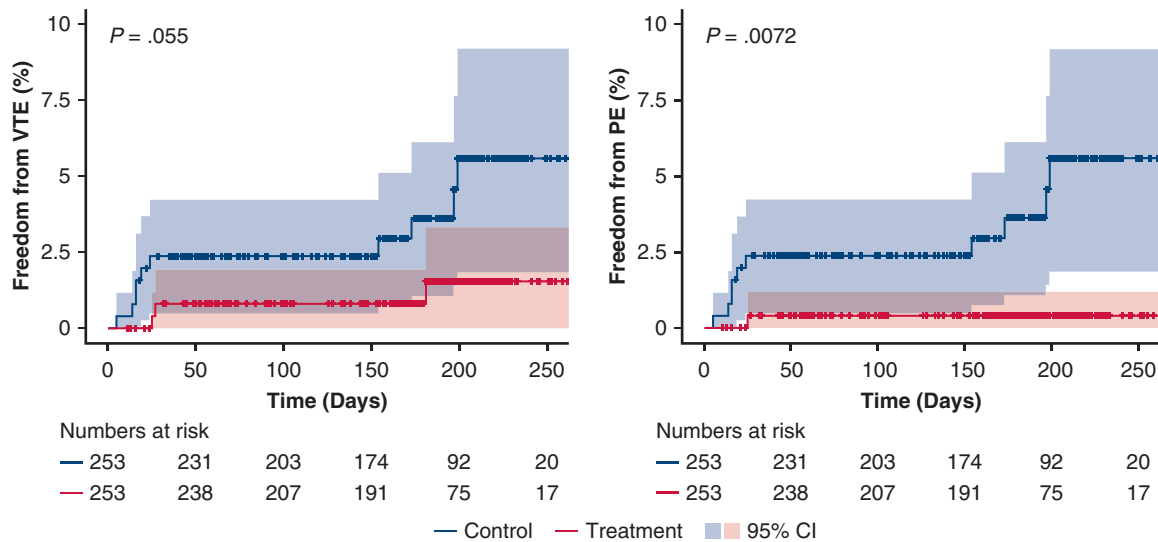 P = .055
Freedom from VTE (%)
10
7.5
5
2.5
0
0 50 100 150 200 250
Time (Days)
Numbers at risk
253 231 203 174 92 20
253 238 207 191 75 17
P = .0072
Freedom from PE (%)
10
7.5
5
2.5
0
0 50 100 150 200 250
Time (Days)
Numbers at risk
253 231 203 174 92 20
253 238 207 191 75 17
Control Treatment 95% CI